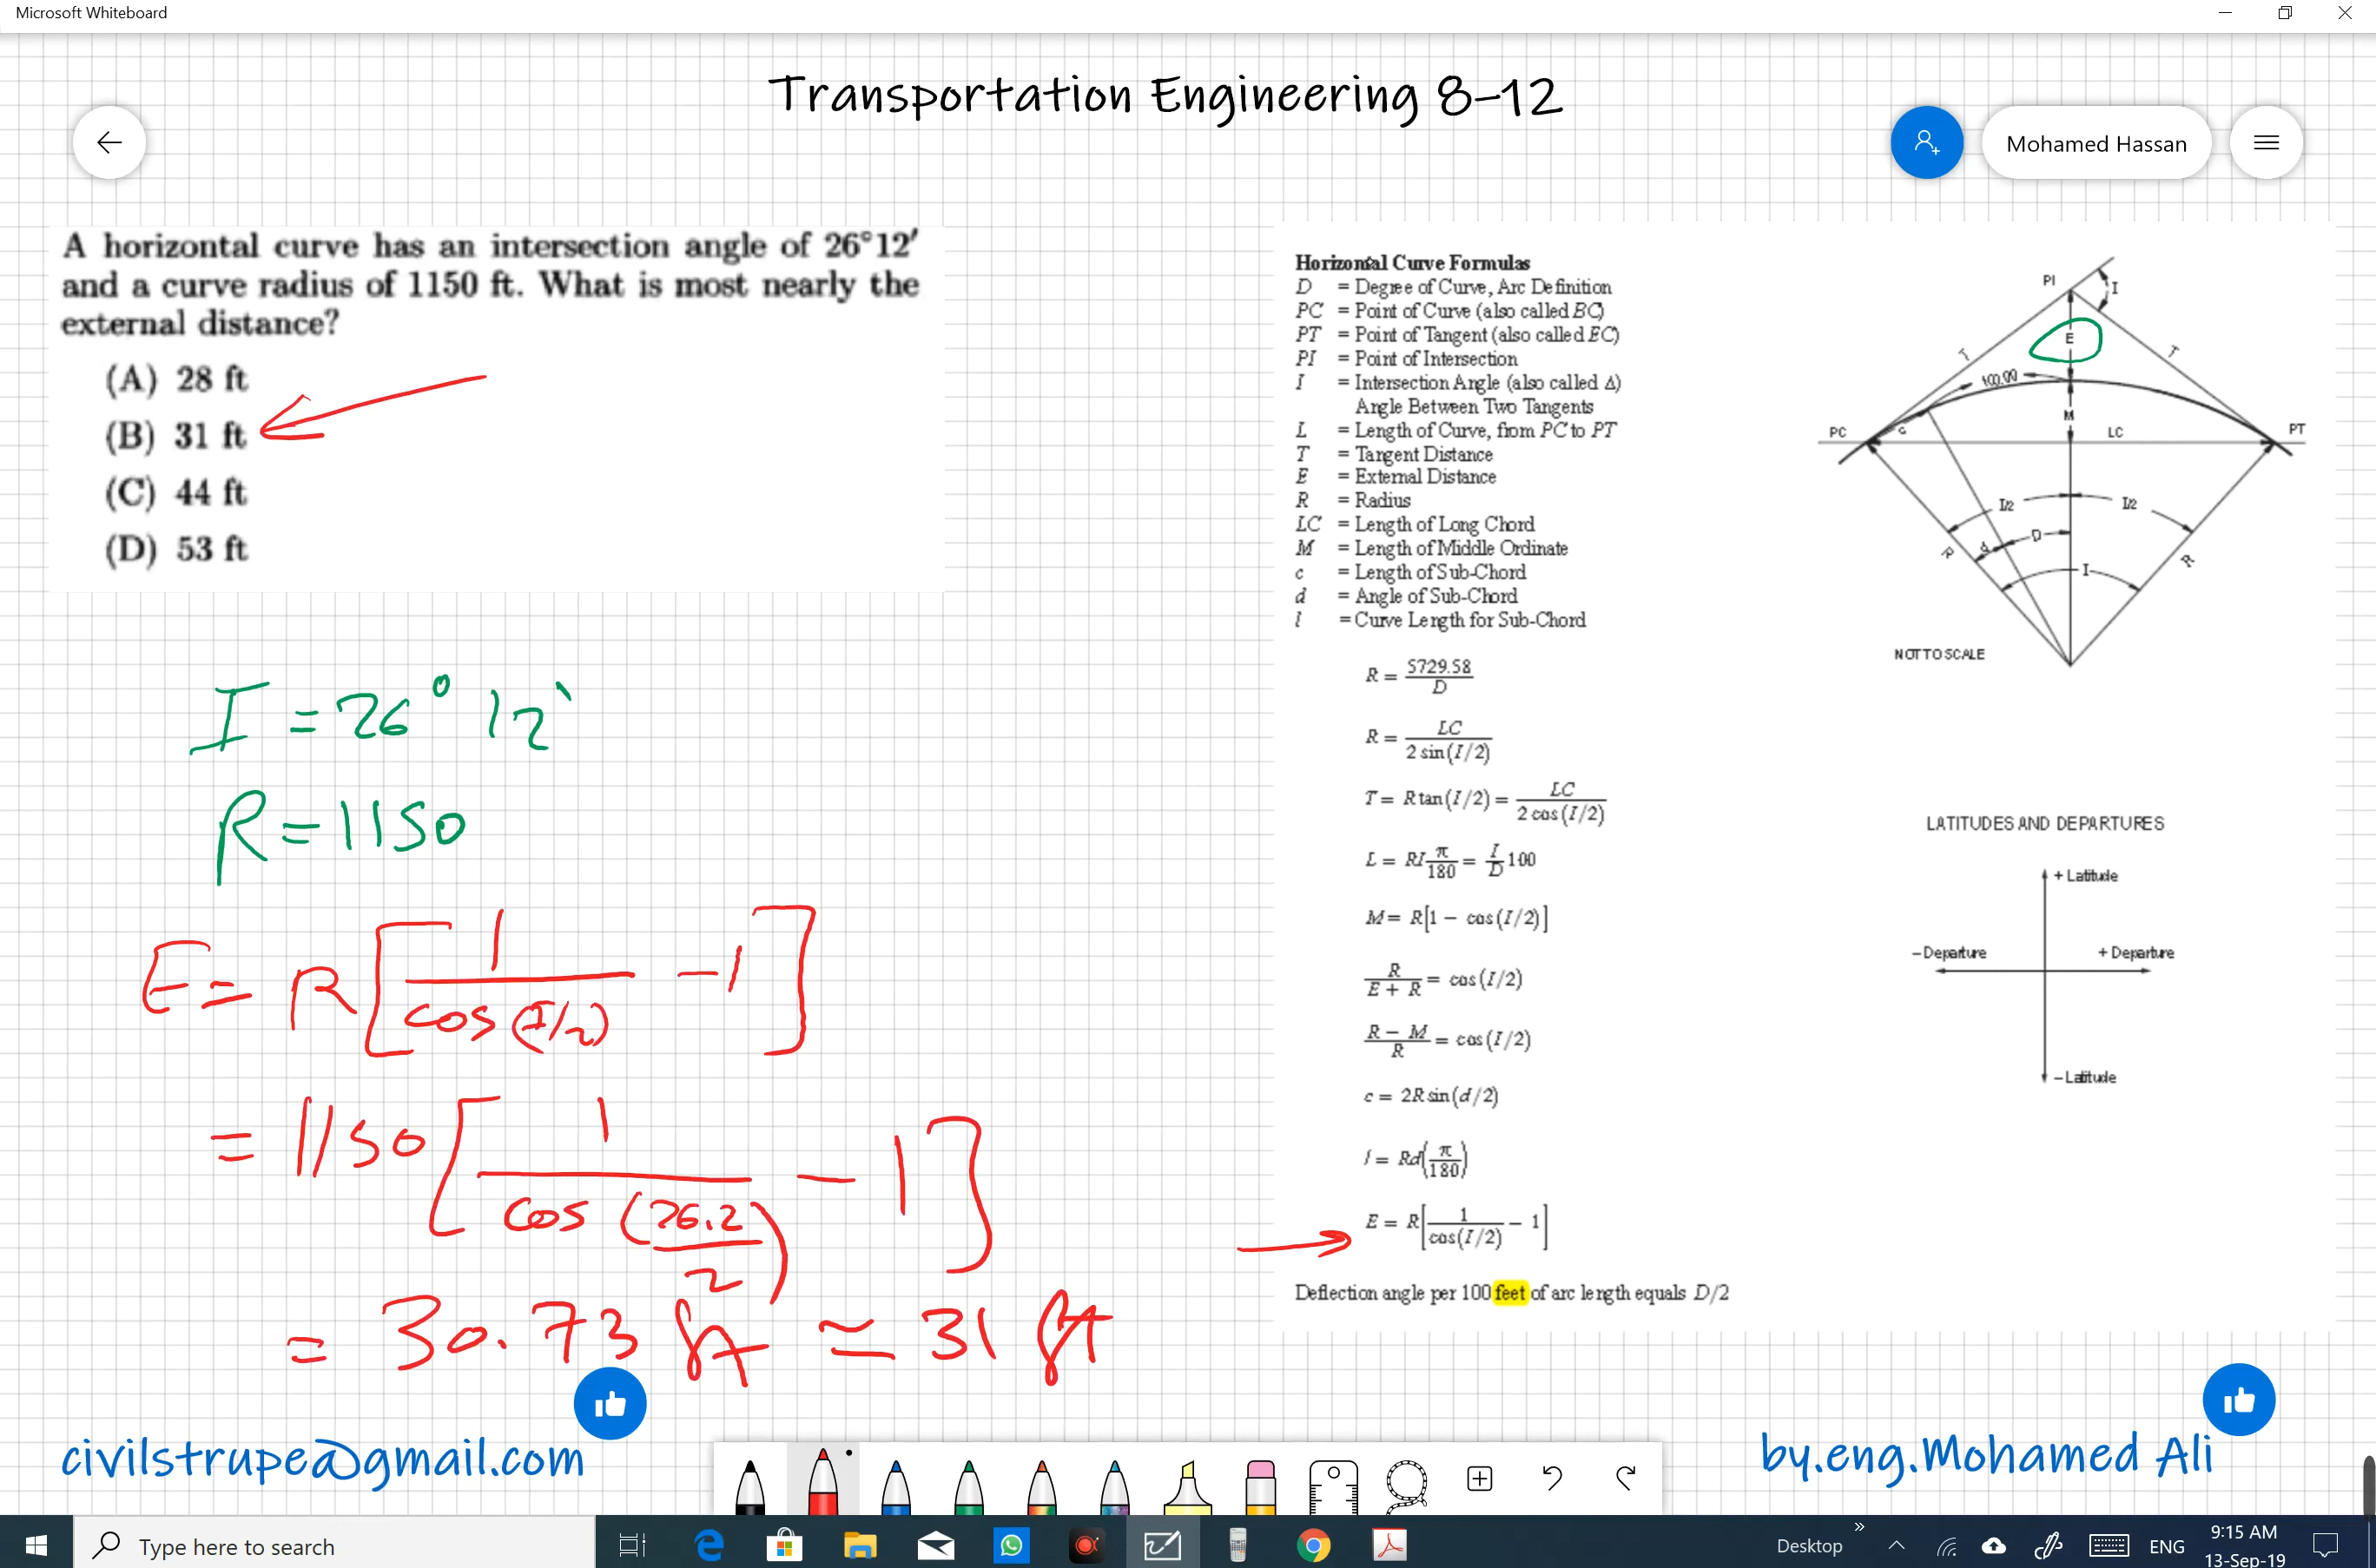 Microsoft Whiteboard
Transportation Engineering 8-12
Mohamed Hassan
A horizontal curve has an intersection angle of 26°12′
and a curve radius of 1150 ft. What is most nearly the
external distance?
(A) 28 ft
(B) 31 ft
(C) 44 ft
(D) 53 ft
I = 26° 12`
R = 1150
E = R [ 1 / cos (I/2) - 1 ]
= 1150 [ 1 / cos (26.2 / 2) - 1 ]
= 30.73 ft ≃ 31 ft
Horizontal Curve Formulas
D = Degree of Curve, Arc Definition
PC = Point of Curve (also called BC)
PT = Point of Tangent (also called EC)
PI = Point of Intersection
I = Intersection Angle (also called Δ)
Angle Between Two Tangents
L = Length of Curve, from PC to PT
T = Tangent Distance
E = External Distance
R = Radius
LC = Length of Long Chord
M = Length of Middle Ordinate
c = Length of Sub-Chord
d = Angle of Sub-Chord
l = Curve Length for Sub-Chord
R = 5729.58 / D
R = LC / 2 sin(I/2)
T = R tan(I/2) = LC / 2 cos(I/2)
L = RI π/180 = I/D 100
M = R[1 − cos(I/2)]
R / E + R = cos(I/2)
R − M / R = cos(I/2)
c = 2R sin(d/2)
l = Rd(π/180)
E = R[1 / cos(I/2) − 1]
Deflection angle per 100 feet of arc length equals D/2
PI
I
E
T
T
100.00
M
PC
c
LC
PT
I/2
I/2
D
d
R
R
I
NOT TO SCALE
LATITUDES AND DEPARTURES
+ Latitude
− Departure
+ Departure
− Latitude
civilstrupe@gmail.com
by.eng.Mohamed Ali
Type here to search
Desktop
ENG
9:15 AM
13-Sep-19